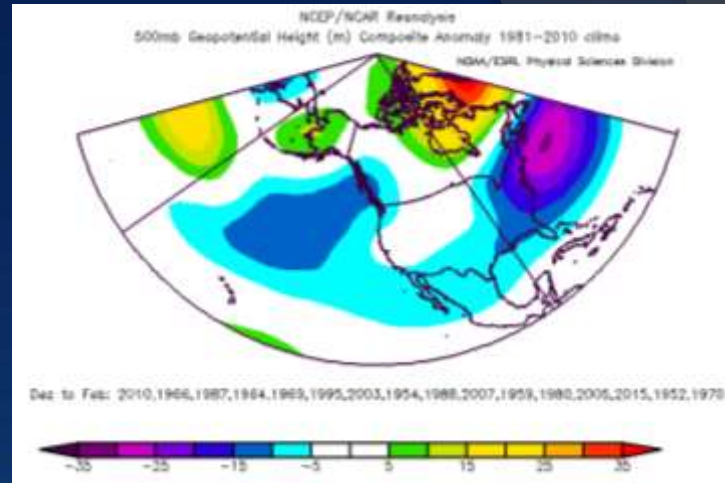 NCEP/NCAR Reanalysis
500mb Geopotential Height (m) Composite Anomaly 1981-2010 climo
NOAA/ESRL Physical Sciences Division
Dec to Feb: 2010,1966,1987,1964,1969,1995,2003,1954,1988,2007,1959,1980,2005,2015,1952,1970
-35 -25 -15 -5 5 15 25 35